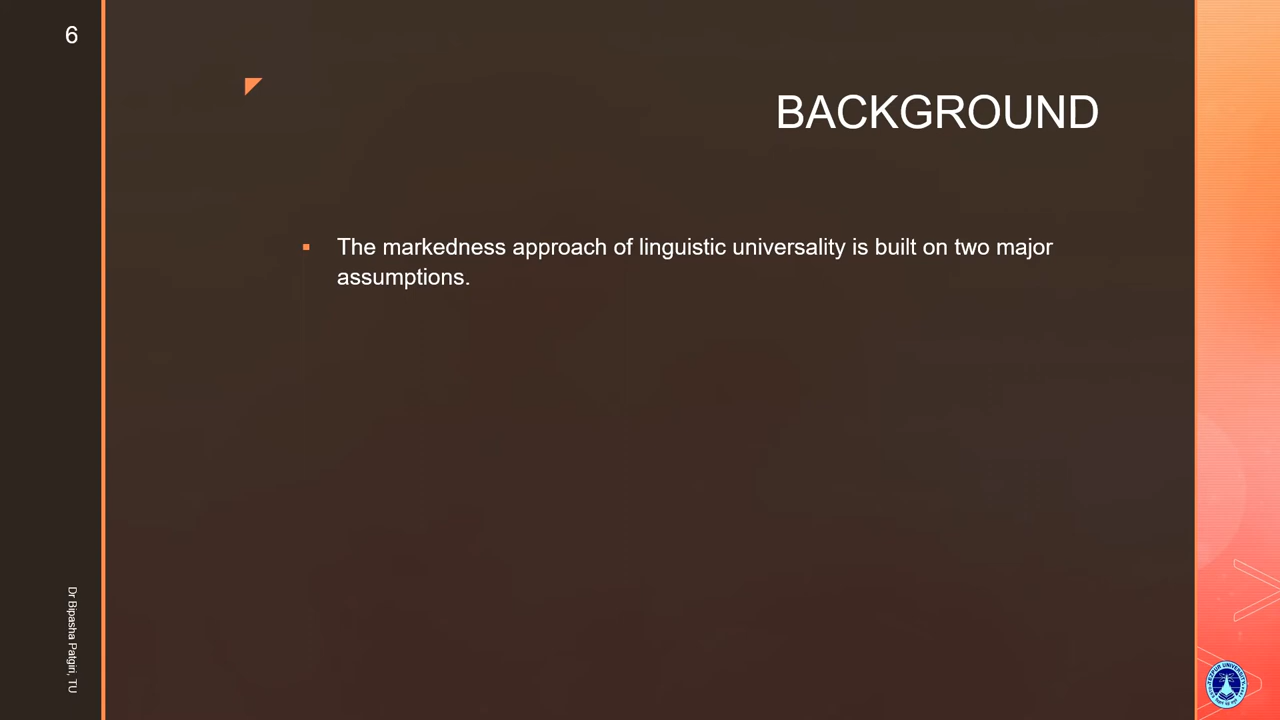 6
BACKGROUND
▪ The markedness approach of linguistic universality is built on two major
assumptions.
Dr Bipasha Patgiri, TU